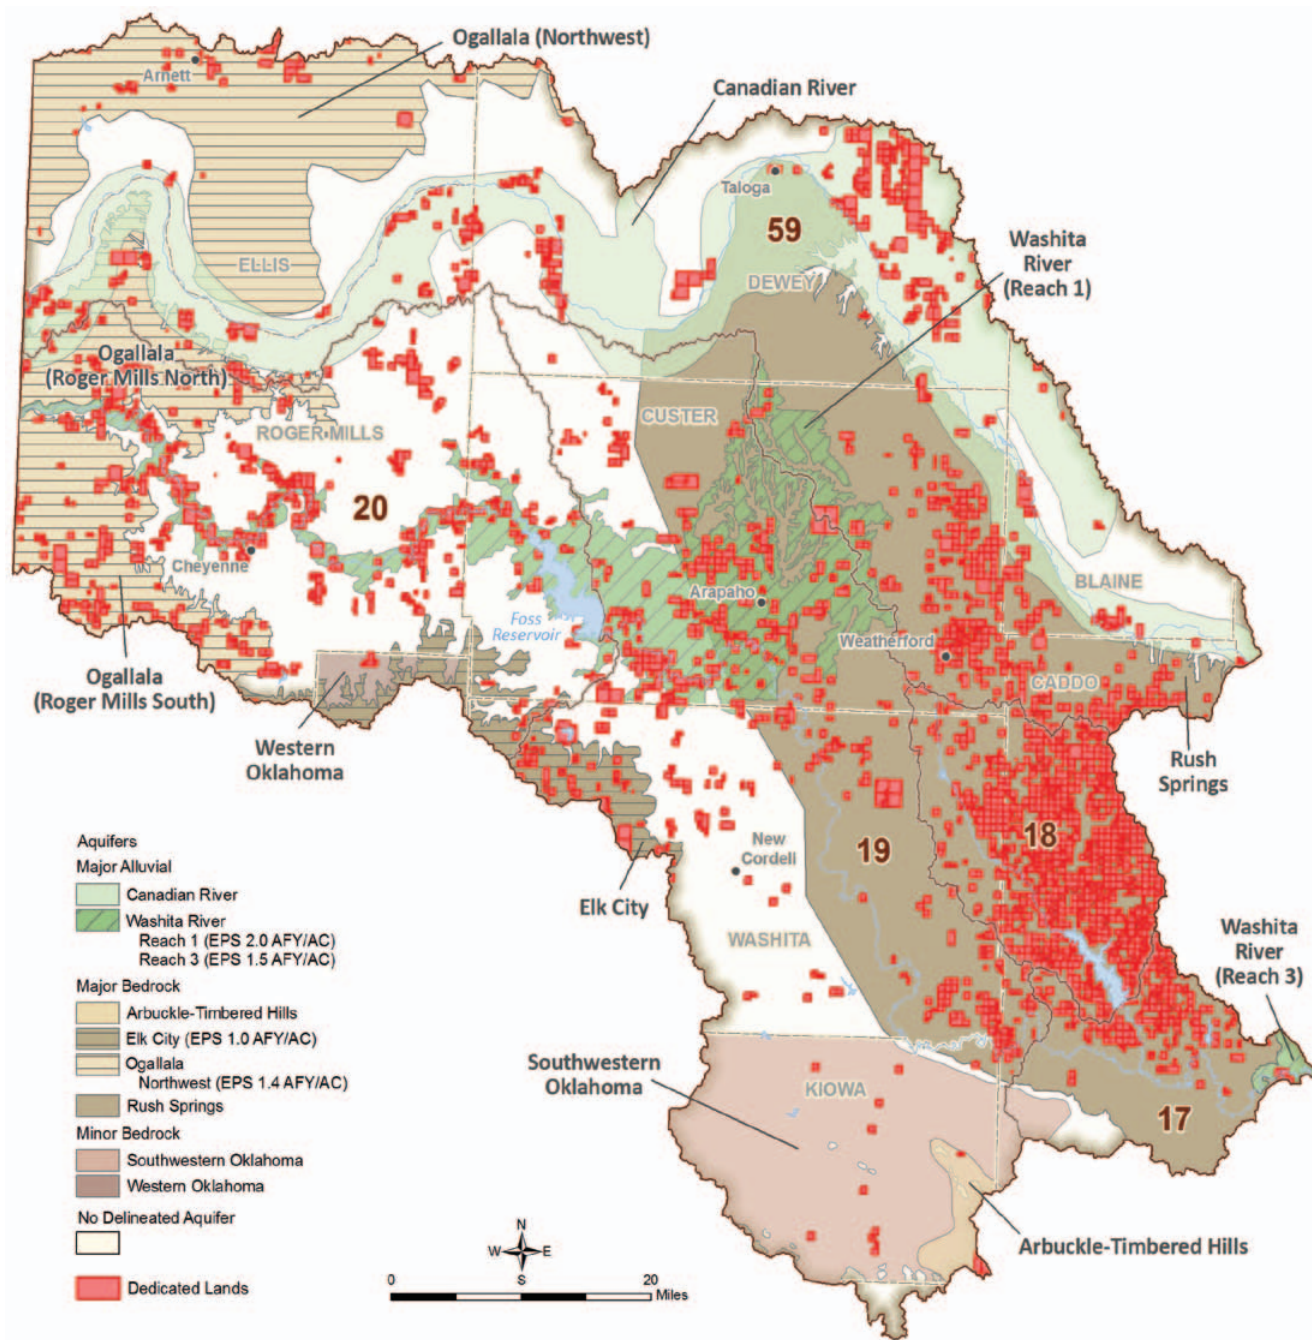 Ogallala (Northwest)
Arnett
Canadian River
Taloga
59
Washita
River
(Reach 1)
ELLIS
DEWEY
Ogallala
(Roger Mills North)
CUSTER
ROGER MILLS
20
Cheyenne
Foss
Reservoir
Arapaho
BLAINE
Weatherford
CADDO
Ogallala
(Roger Mills South)
Western
Oklahoma
Rush
Springs
New
Cordell
19
18
Elk City
WASHITA
Washita
River
(Reach 3)
Southwestern
Oklahoma
KIOWA
17
Arbuckle-Timbered Hills
Aquifers
Major Alluvial
Canadian River
Washita River
Reach 1 (EPS 2.0 AFY/AC)
Reach 3 (EPS 1.5 AFY/AC)
Major Bedrock
Arbuckle-Timbered Hills
Elk City (EPS 1.0 AFY/AC)
Ogallala
Northwest (EPS 1.4 AFY/AC)
Rush Springs
Minor Bedrock
Southwestern Oklahoma
Western Oklahoma
No Delineated Aquifer
Dedicated Lands
N
W E
S
0 20
Miles